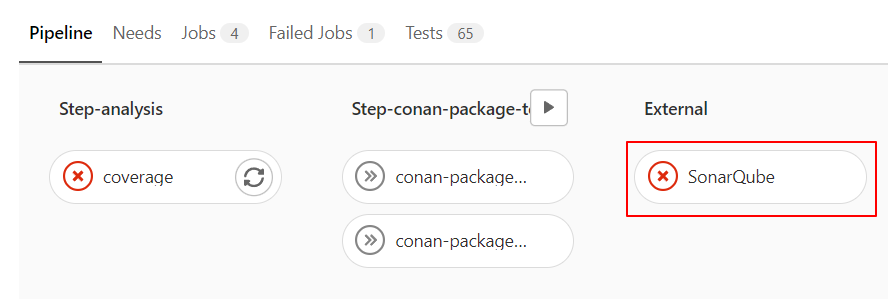 Pipeline Needs Jobs 4 Failed Jobs 1 Tests 65
Step-analysis Step-conan-package-t External
coverage conan-package... SonarQube
conan-package...